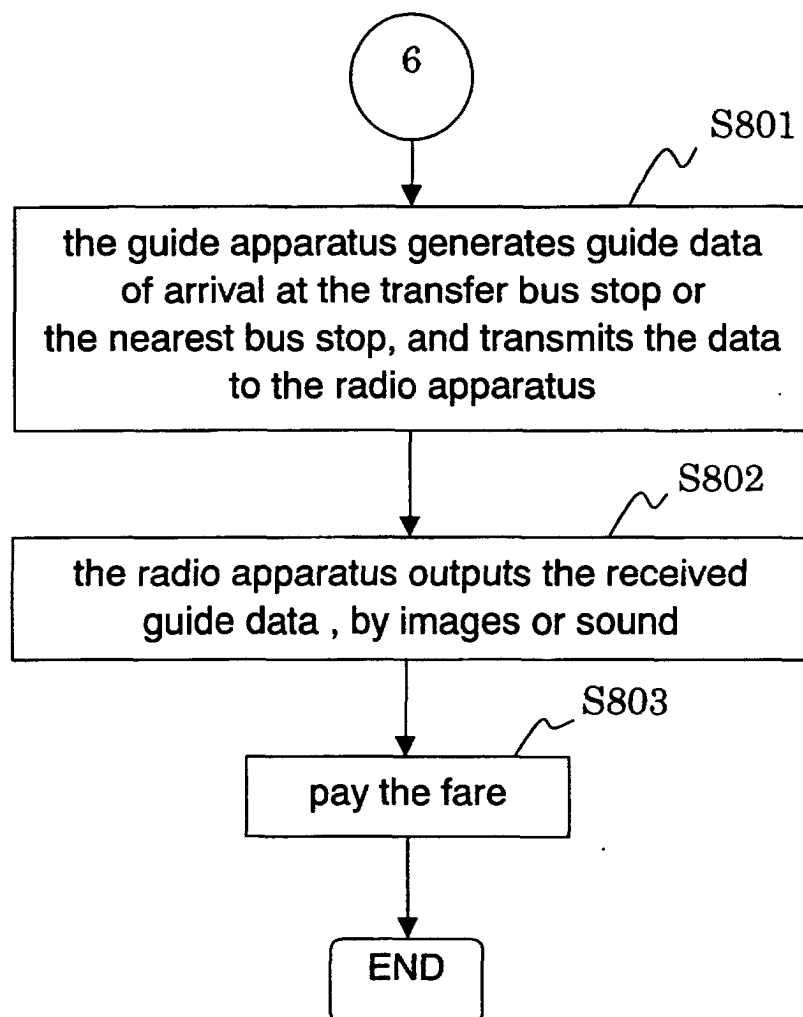 6
S801
the guide apparatus generates guide data
of arrival at the transfer bus stop or
the nearest bus stop, and transmits the data
to the radio apparatus
S802
the radio apparatus outputs the received
guide data , by images or sound
S803
pay the fare
END